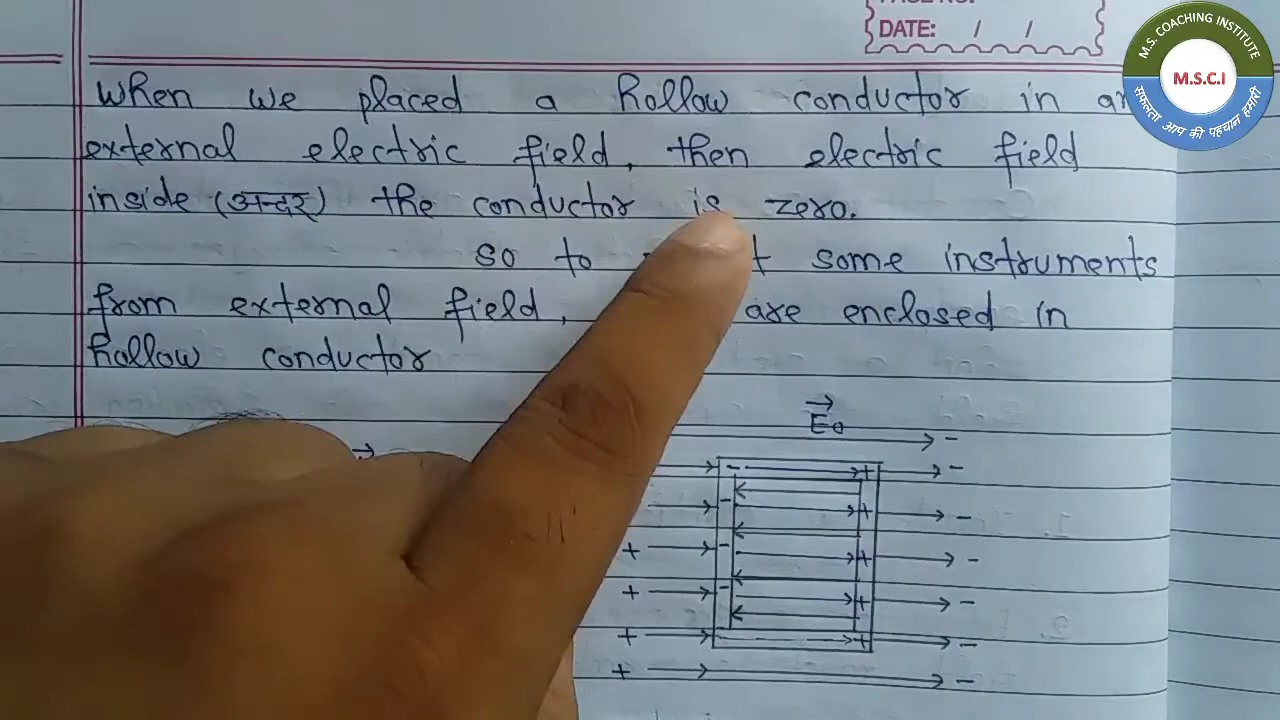 PAGE NO.
DATE: / /
M.S. COACHING INSTITUTE
M.S.C.I
सफलता आप की पहचान हमारी
When we placed a hollow conductor in an
external electric field, then electric field
inside (अन्दर) the conductor is zero.
so to some instruments
from external field, are enclosed in
hollow conductor
E₀
- + -
- + -
+ - + -
+ - + -
+ + -
+ -